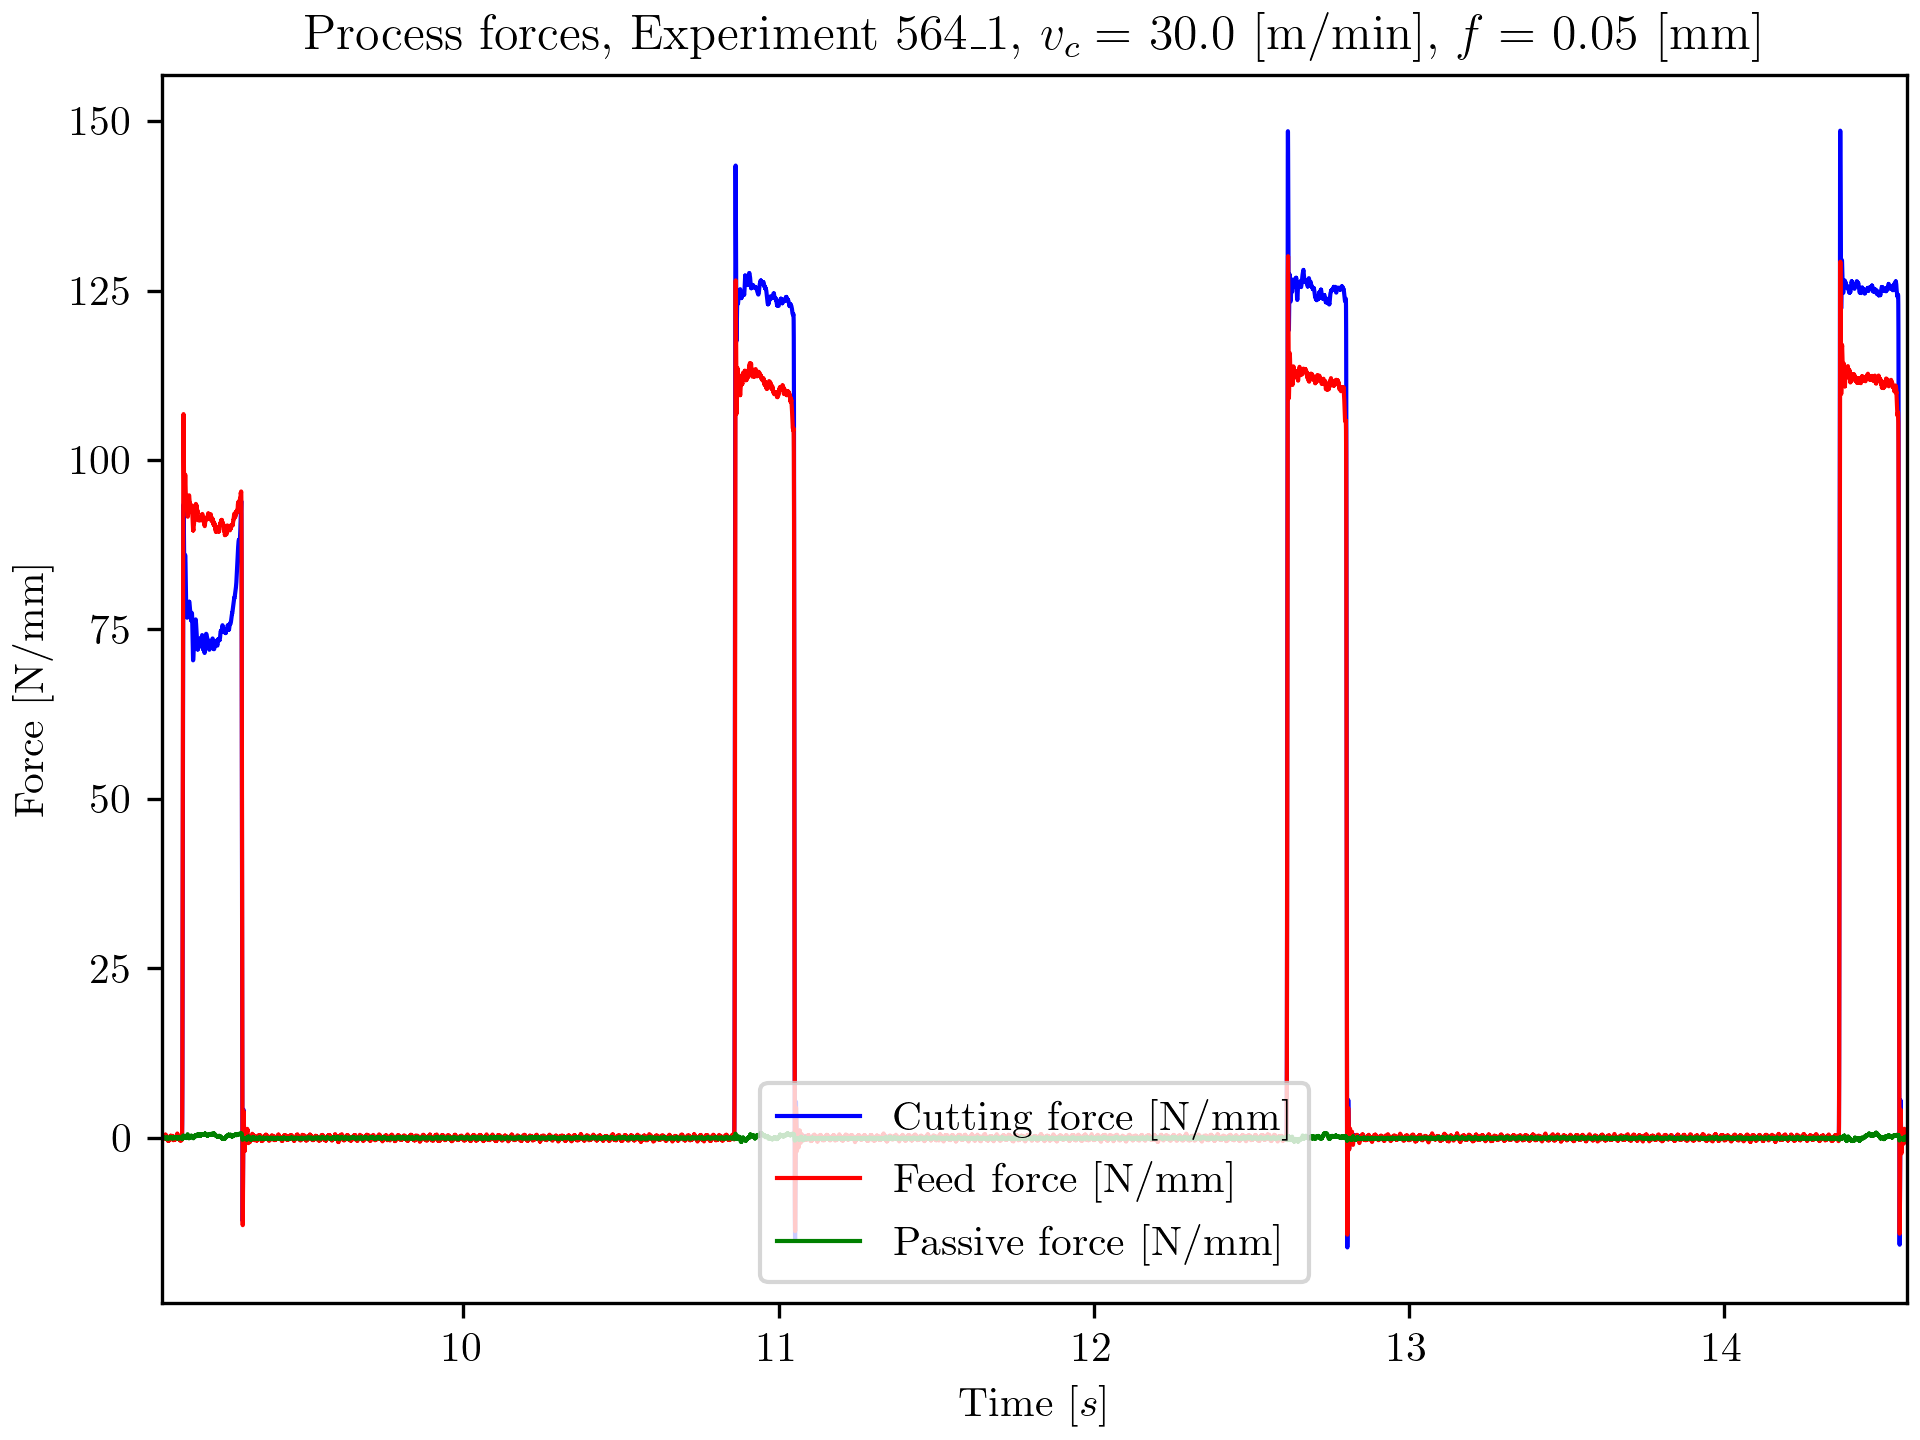 Process forces, Experiment 564_1, v_c = 30.0 [m/min], f = 0.05 [mm]
150
125
100
75
50
25
0
Force [N/mm]
Cutting force [N/mm]
Feed force [N/mm]
Passive force [N/mm]
10 11 12 13 14
Time [s]